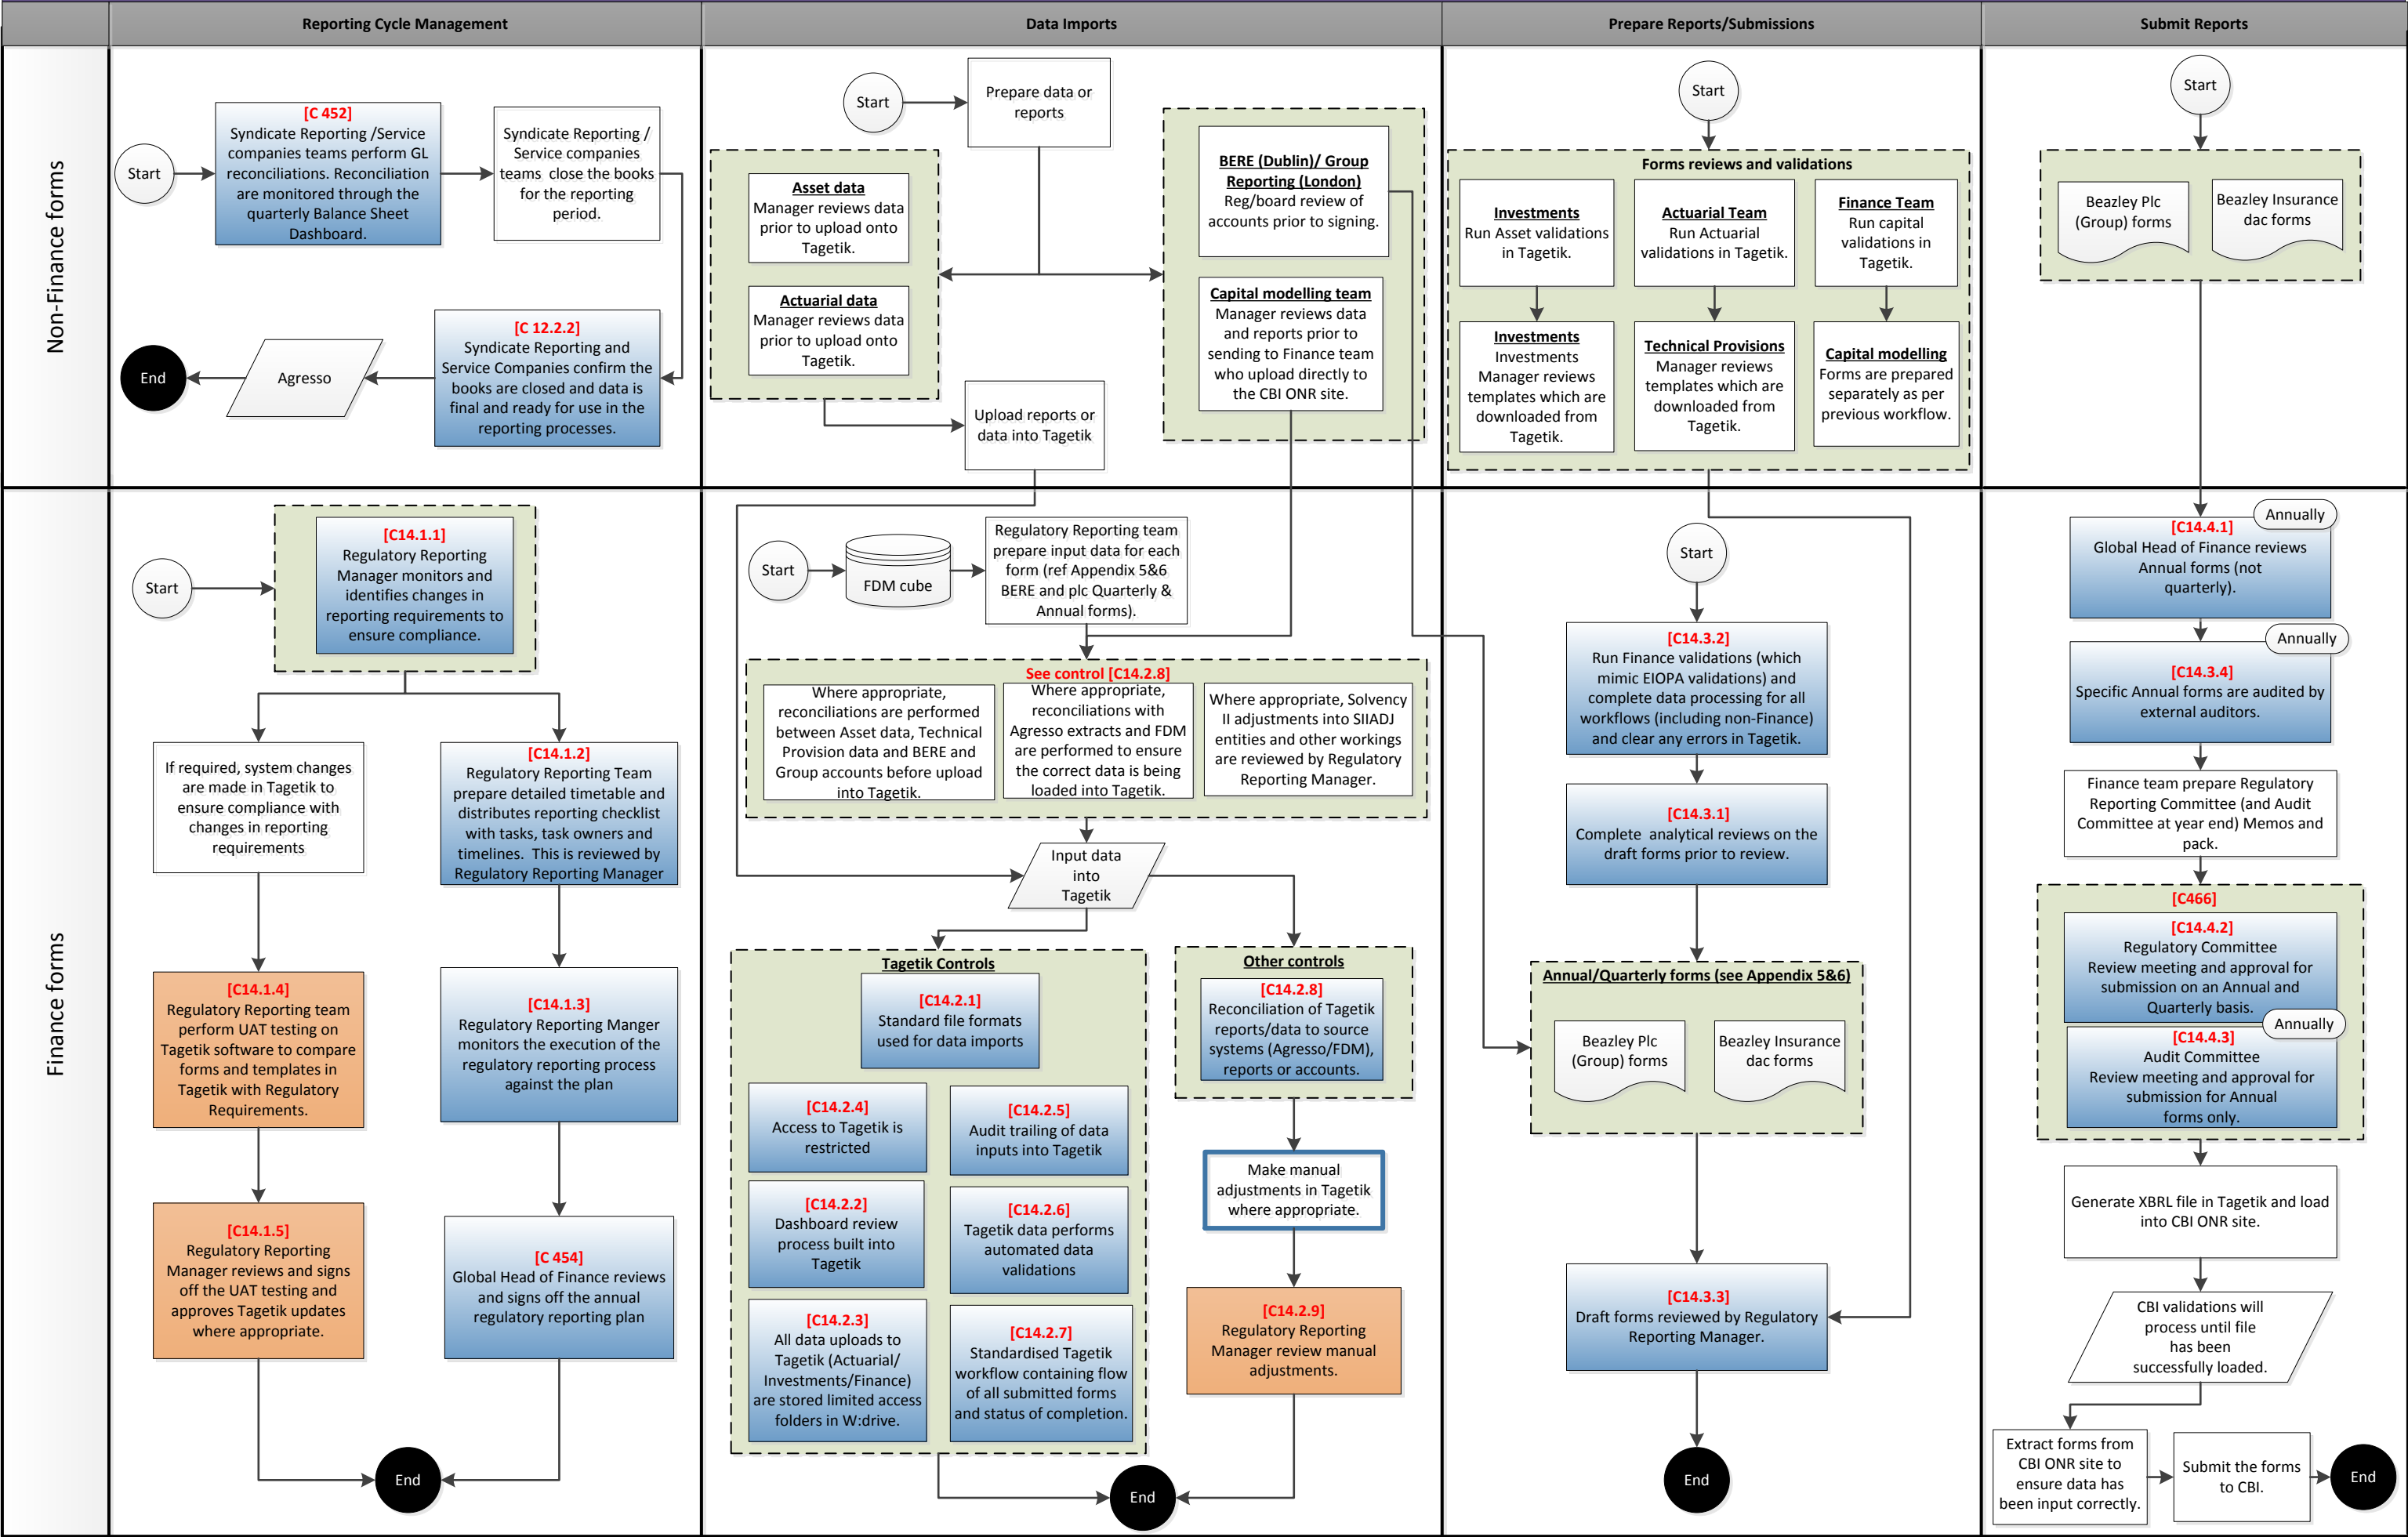 Reporting Cycle Management
Data Imports
Prepare Reports/Submissions
Submit Reports
Non-Finance forms
Start
[C 452]
Syndicate Reporting /Service
companies teams perform GL
reconciliations. Reconciliation
are monitored through the
quarterly Balance Sheet
Dashboard.
Syndicate Reporting /
Service companies
teams close the books
for the reporting
period.
[C 12.2.2]
Syndicate Reporting and
Service Companies confirm the
books are closed and data is
final and ready for use in the
reporting processes.
Agresso
End
Start
Prepare data or
reports
Asset data
Manager reviews data
prior to upload onto
Tagetik.
Actuarial data
Manager reviews data
prior to upload onto
Tagetik.
Upload reports or
data into Tagetik
BERE (Dublin)/ Group
Reporting (London)
Reg/board review of
accounts prior to signing.
Capital modelling team
Manager reviews data
and reports prior to
sending to Finance team
who upload directly to
the CBI ONR site.
Start
Forms reviews and validations
Investments
Run Asset validations
in Tagetik.
Actuarial Team
Run Actuarial
validations in Tagetik.
Finance Team
Run capital
validations in
Tagetik.
Investments
Investments
Manager reviews
templates which are
downloaded from
Tagetik.
Technical Provisions
Manager reviews
templates which are
downloaded from
Tagetik.
Capital modelling
Forms are prepared
separately as per
previous workflow.
Start
Beazley Plc
(Group) forms
Beazley Insurance
dac forms
Finance forms
Start
[C14.1.1]
Regulatory Reporting
Manager monitors and
identifies changes in
reporting requirements to
ensure compliance.
If required, system changes
are made in Tagetik to
ensure compliance with
changes in reporting
requirements
[C14.1.2]
Regulatory Reporting Team
prepare detailed timetable and
distributes reporting checklist
with tasks, task owners and
timelines. This is reviewed by
Regulatory Reporting Manager
[C14.1.4]
Regulatory Reporting team
perform UAT testing on
Tagetik software to compare
forms and templates in
Tagetik with Regulatory
Requirements.
[C14.1.3]
Regulatory Reporting Manger
monitors the execution of the
regulatory reporting process
against the plan
[C14.1.5]
Regulatory Reporting
Manager reviews and signs
off the UAT testing and
approves Tagetik updates
where appropriate.
[C 454]
Global Head of Finance reviews
and signs off the annual
regulatory reporting plan
End
Start
FDM cube
Regulatory Reporting team
prepare input data for each
form (ref Appendix 5&6
BERE and plc Quarterly &
Annual forms).
See control [C14.2.8]
Where appropriate,
reconciliations are performed
between Asset data, Technical
Provision data and BERE and
Group accounts before upload
into Tagetik.
Where appropriate,
reconciliations with
Agresso extracts and FDM
are performed to ensure
the correct data is being
loaded into Tagetik.
Where appropriate, Solvency
II adjustments into SIIADJ
entities and other workings
are reviewed by Regulatory
Reporting Manager.
Input data
into
Tagetik
Tagetik Controls
[C14.2.1]
Standard file formats
used for data imports
[C14.2.4]
Access to Tagetik is
restricted
[C14.2.5]
Audit trailing of data
inputs into Tagetik
[C14.2.2]
Dashboard review
process built into
Tagetik
[C14.2.6]
Tagetik data performs
automated data
validations
[C14.2.3]
All data uploads to
Tagetik (Actuarial/
Investments/Finance)
are stored limited access
folders in W:drive.
[C14.2.7]
Standardised Tagetik
workflow containing flow
of all submitted forms
and status of completion.
Other controls
[C14.2.8]
Reconciliation of Tagetik
reports/data to source
systems (Agresso/FDM),
reports or accounts.
Make manual
adjustments in Tagetik
where appropriate.
[C14.2.9]
Regulatory Reporting
Manager review manual
adjustments.
End
Start
[C14.3.2]
Run Finance validations (which
mimic EIOPA validations) and
complete data processing for all
workflows (including non-Finance)
and clear any errors in Tagetik.
[C14.3.1]
Complete analytical reviews on the
draft forms prior to review.
Annual/Quarterly forms (see Appendix 5&6)
Beazley Plc
(Group) forms
Beazley Insurance
dac forms
[C14.3.3]
Draft forms reviewed by Regulatory
Reporting Manager.
End
Annually
[C14.4.1]
Global Head of Finance reviews
Annual forms (not
quarterly).
Annually
[C14.3.4]
Specific Annual forms are audited by
external auditors.
Finance team prepare Regulatory
Reporting Committee (and Audit
Committee at year end) Memos and
pack.
[C466]
[C14.4.2]
Regulatory Committee
Review meeting and approval for
submission on an Annual and
Quarterly basis.
Annually
[C14.4.3]
Audit Committee
Review meeting and approval for
submission for Annual
forms only.
Generate XBRL file in Tagetik and load
into CBI ONR site.
CBI validations will
process until file
has been
successfully loaded.
Extract forms from
CBI ONR site to
ensure data has
been input correctly.
Submit the forms
to CBI.
End